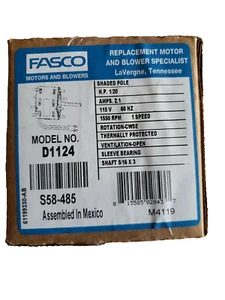 FASCO
MOTORS AND BLOWERS
REPLACEMENT MOTOR
AND BLOWER SPECIALIST
LaVergne, Tennessee
SHADED POLE
H.P. 1/20
AMPS. 2.1
115 V 60 HZ
1550 RPM 1 SPEED
ROTATION-CWSE
THERMALLY PROTECTED
VENTILATION-OPEN
SLEEVE BEARING
SHAFT 5/16 X 3
MODEL NO.
D1124
S58-485
Assembled in Mexico
M4119
61199330-AB